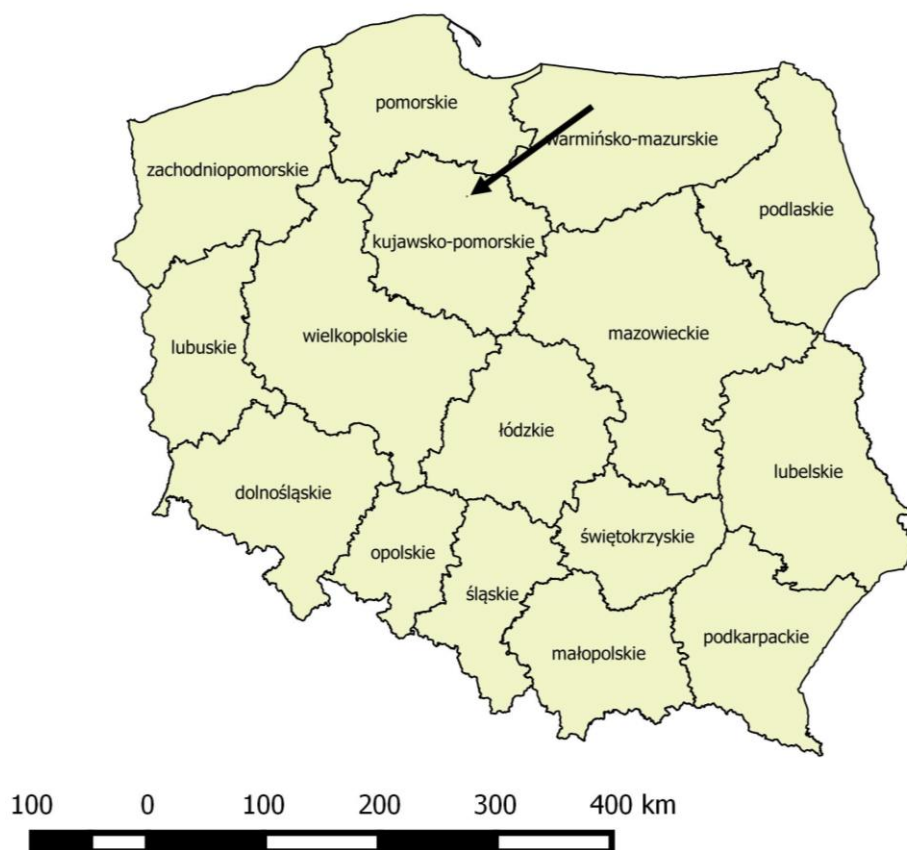 pomorskie
warmińsko-mazurskie
zachodniopomorskie
podlaskie
kujawsko-pomorskie
mazowieckie
wielkopolskie
lubuskie
łódzkie
lubelskie
dolnośląskie
świętokrzyskie
opolskie
śląskie
podkarpackie
małopolskie
100 0 100 200 300 400 km